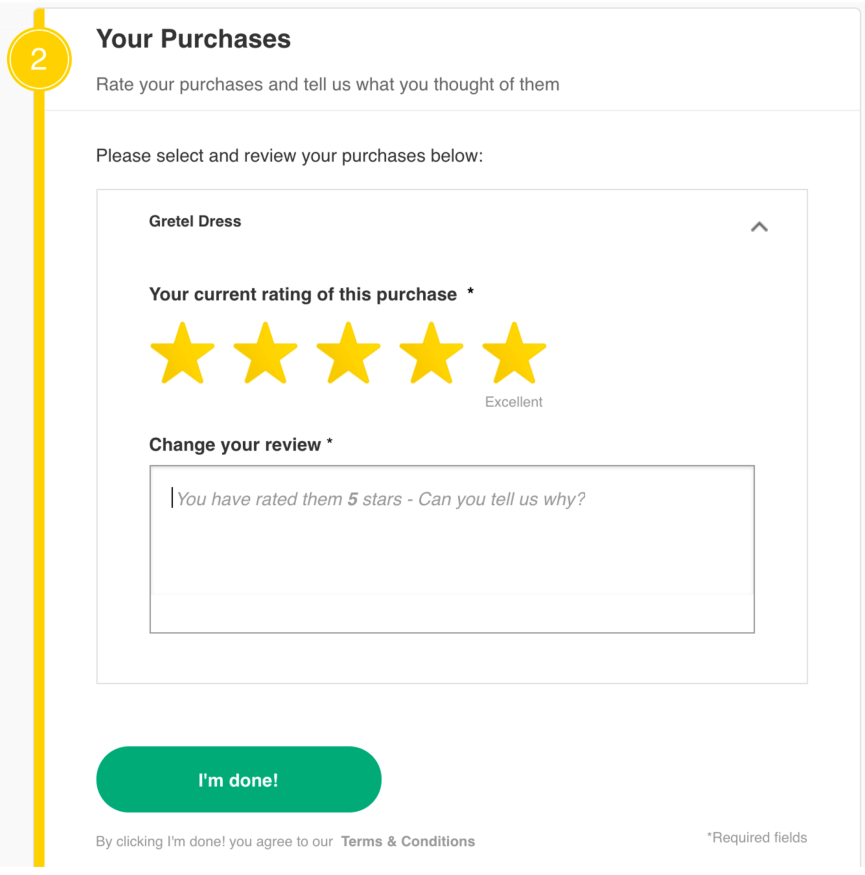 2
Your Purchases
Rate your purchases and tell us what you thought of them
Please select and review your purchases below:
Gretel Dress
Your current rating of this purchase *
Excellent
Change your review *
You have rated them 5 stars - Can you tell us why?
I'm done!
By clicking I'm done! you agree to our Terms & Conditions
*Required fields